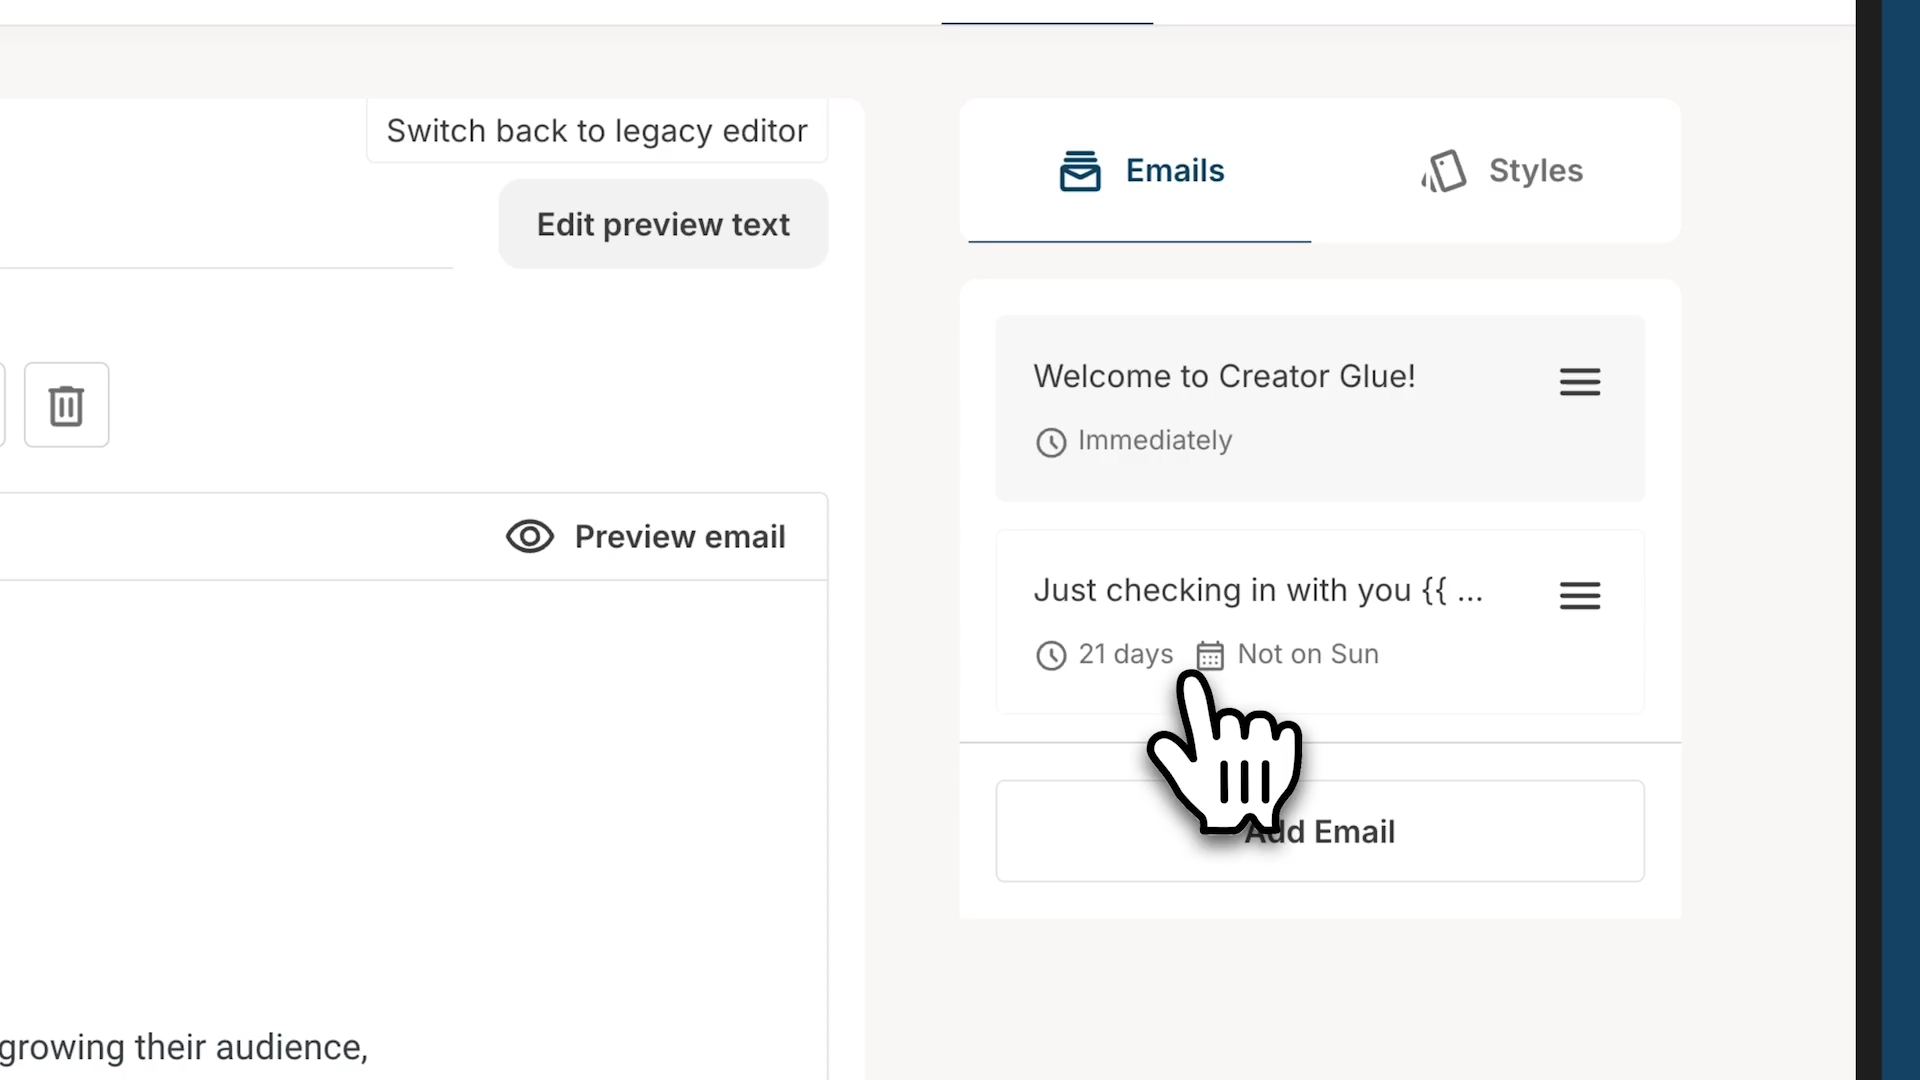 Switch back to legacy editor
Edit preview text
Preview email
growing their audience,
Emails
Styles
Welcome to Creator Glue!
Immediately
Just checking in with you {{ ...
21 days
Not on Sun
Add Email